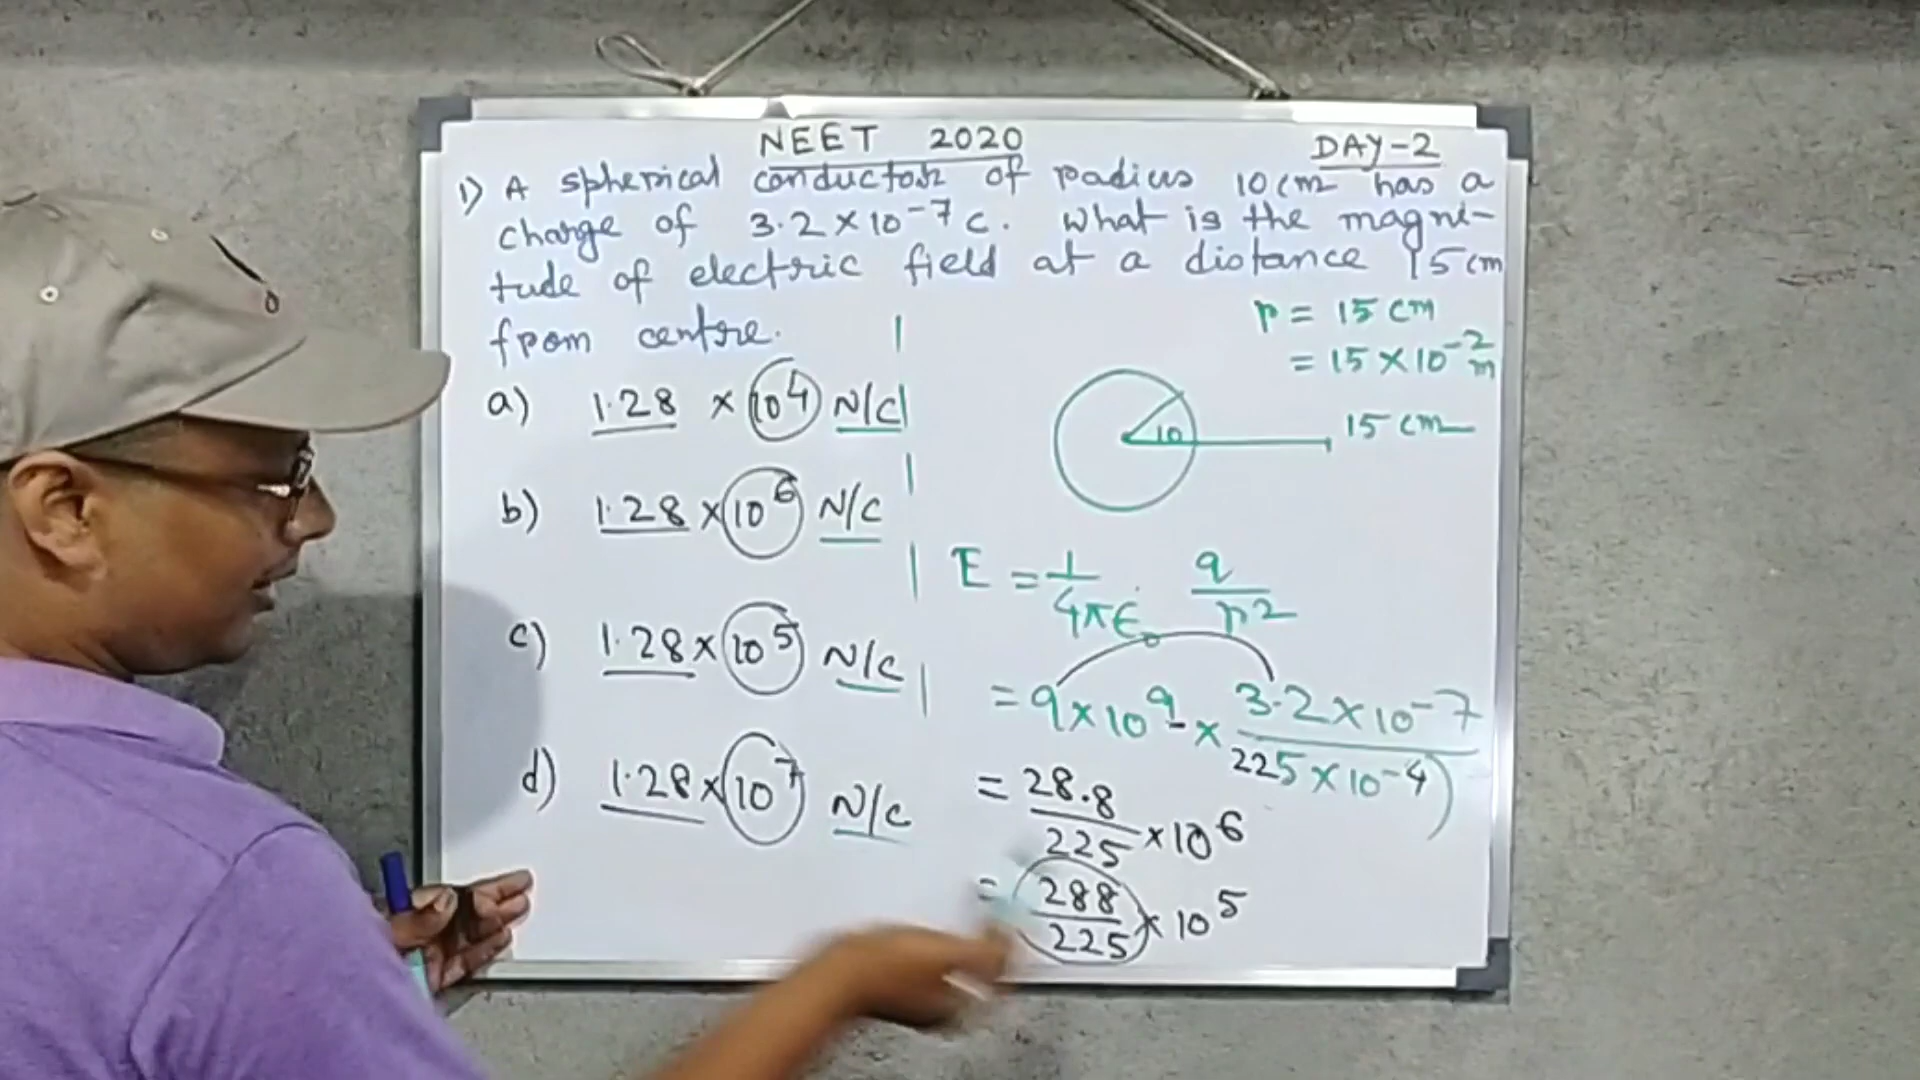 NEET 2020
DAY-2
1) A spherical conductor of radius 10 cm has a
charge of 3.2 × 10⁻⁷ C. What is the magni-
tude of electric field at a distance 15 cm
from centre.
r = 15 cm
= 15 × 10⁻² m
a) 1.28 × 10⁴ N/C
10
15 cm
b) 1.28 × 10⁶ N/C
E = 1/4πε₀ q/r²
c) 1.28 × 10⁵ N/C
= 9 × 10⁹ × 3.2 × 10⁻⁷/225 × 10⁻⁴)
d) 1.28 × 10⁷ N/C
= 28.8/225 × 10⁶
= 288/225 × 10⁵